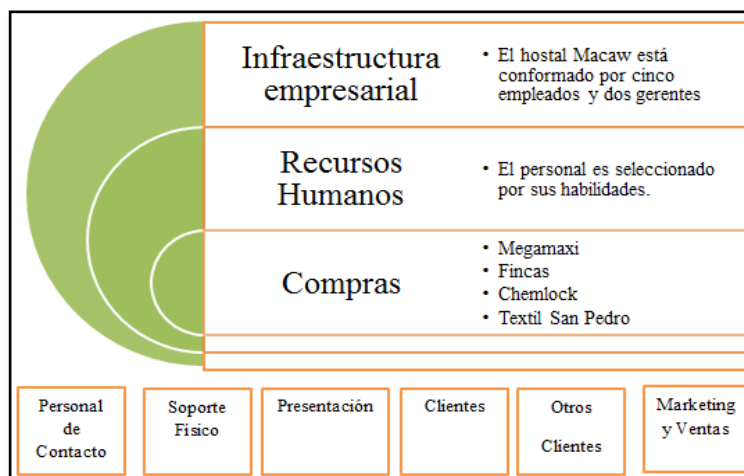 Infraestructura
empresarial
• El hostal Macaw está
conformado por cinco
empleados y dos gerentes
Recursos
Humanos
• El personal es seleccionado
por sus habilidades.
Compras
• Megamaxi
• Fincas
• Chemlock
• Textil San Pedro
Personal
de
Contacto
Soporte
Físico
Presentación
Clientes
Otros
Clientes
Marketing
y Ventas